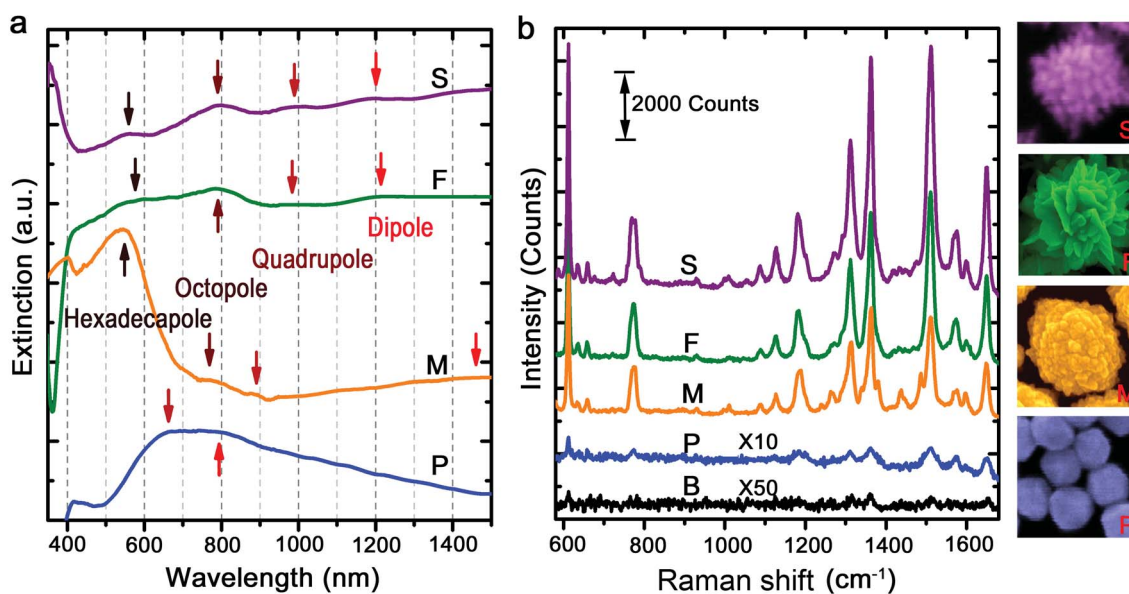 a
Extinction (a.u.)
S
F
Dipole
Quadrupole
Octopole
Hexadecapole
M
P
400 600 800 1000 1200 1400
Wavelength (nm)
b
Intensity (Counts)
2000 Counts
S
F
M
P X10
B X50
600 800 1000 1200 1400 1600
Raman shift (cm⁻¹)
S
F
M